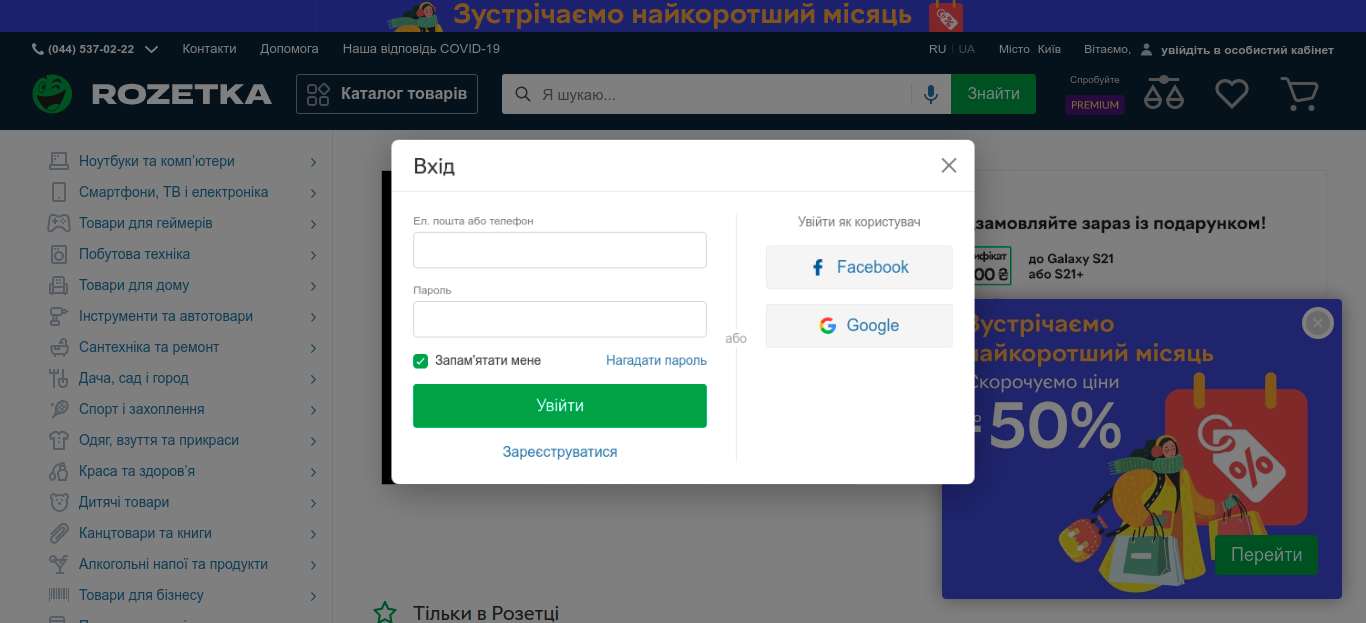 Зустрічаємо найкоротший місяць
(044) 537-02-22
Контакти
Допомога
Наша відповідь COVID-19
RU | UA
Місто Київ
Вітаємо, увійдіть в особистий кабінет
ROZETKA
Каталог товарів
Я шукаю...
Знайти
Спробуйте
PREMIUM
Ноутбуки та комп'ютери
Смартфони, ТВ і електроніка
Товари для геймерів
Побутова техніка
Товари для дому
Інструменти та автотовари
Сантехніка та ремонт
Дача, сад і город
Спорт і захоплення
Одяг, взуття та прикраси
Краса та здоров'я
Дитячі товари
Канцтовари та книги
Алкогольні напої та продукти
Товари для бізнесу
Вхід
Ел. пошта або телефон
Пароль
Запам'ятати мене
Нагадати пароль
Увійти
Зареєструватися
або
Увійти як користувач
Facebook
Google
замовляйте зараз із подарунком!
до Galaxy S21
або S21+
Зустрічаємо
найкоротший місяць
Скорочуємо ціни
-50%
%
Перейти
Тільки в Розетці